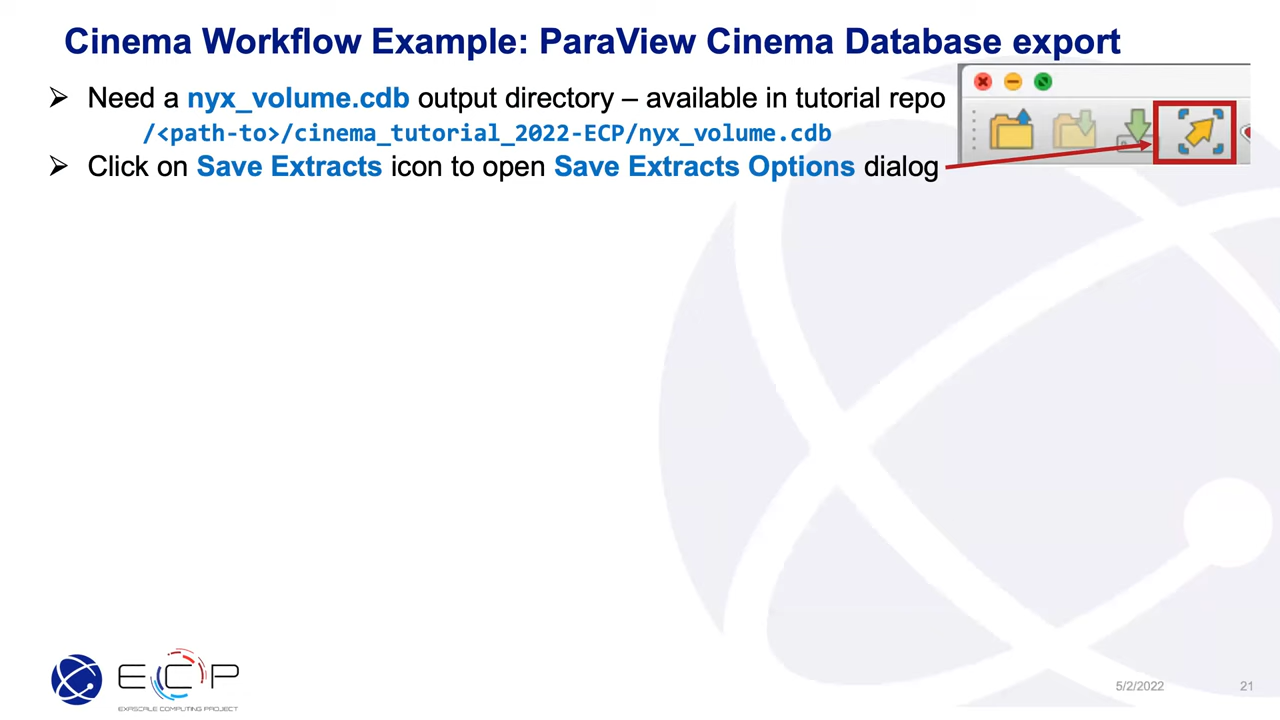 Cinema Workflow Example: ParaView Cinema Database export
➢ Need a nyx_volume.cdb output directory – available in tutorial repo
/<path-to>/cinema_tutorial_2022-ECP/nyx_volume.cdb
➢ Click on Save Extracts icon to open Save Extracts Options dialog
ECP
EXASCALE COMPUTING PROJECT
5/2/2022
21